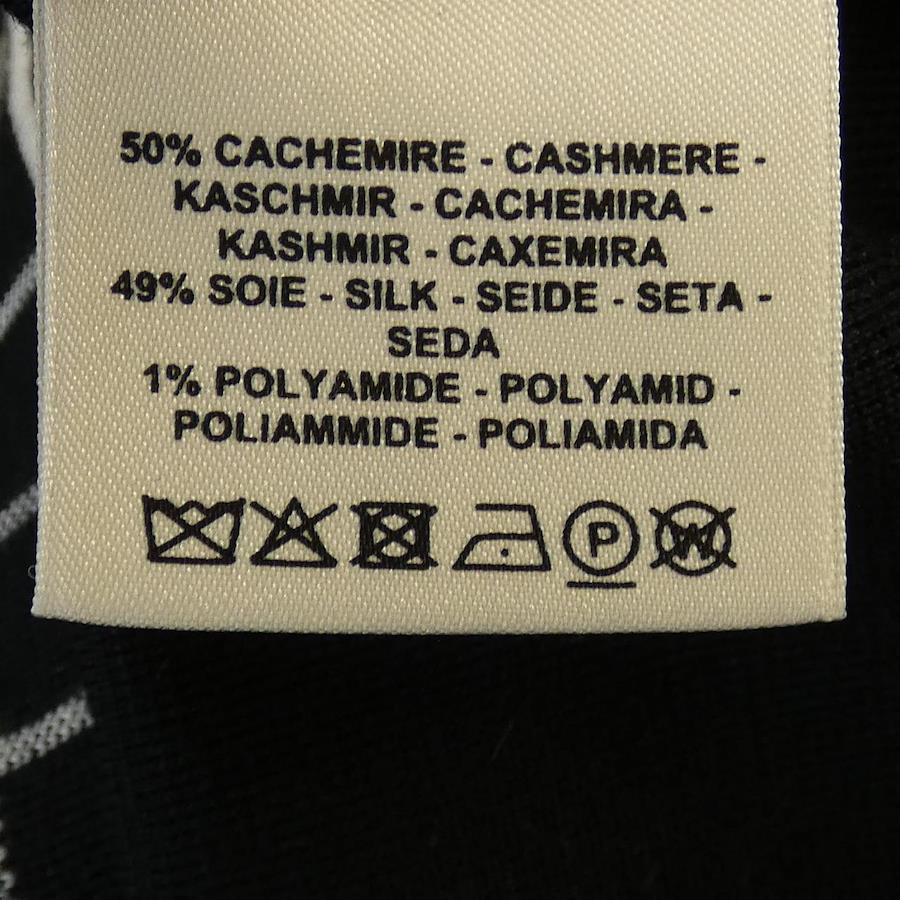 50% CACHEMIRE - CASHMERE -
KASCHMIR - CACHEMIRA -
KASHMIR - CAXEMIRA
49% SOIE - SILK - SEIDE - SETA -
SEDA
1% POLYAMIDE - POLYAMID -
POLIAMMIDE - POLIAMIDA
P W